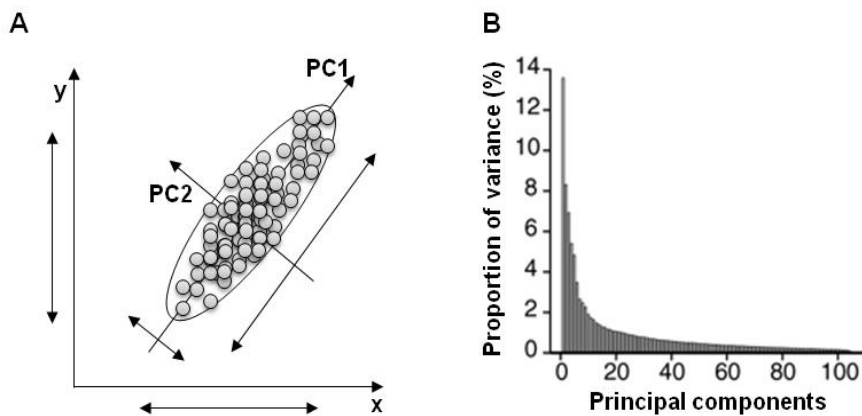 A
y
PC1
PC2
x
B
Proportion of variance (%)
14
12
10
8
6
4
2
0
0 20 40 60 80 100
Principal components